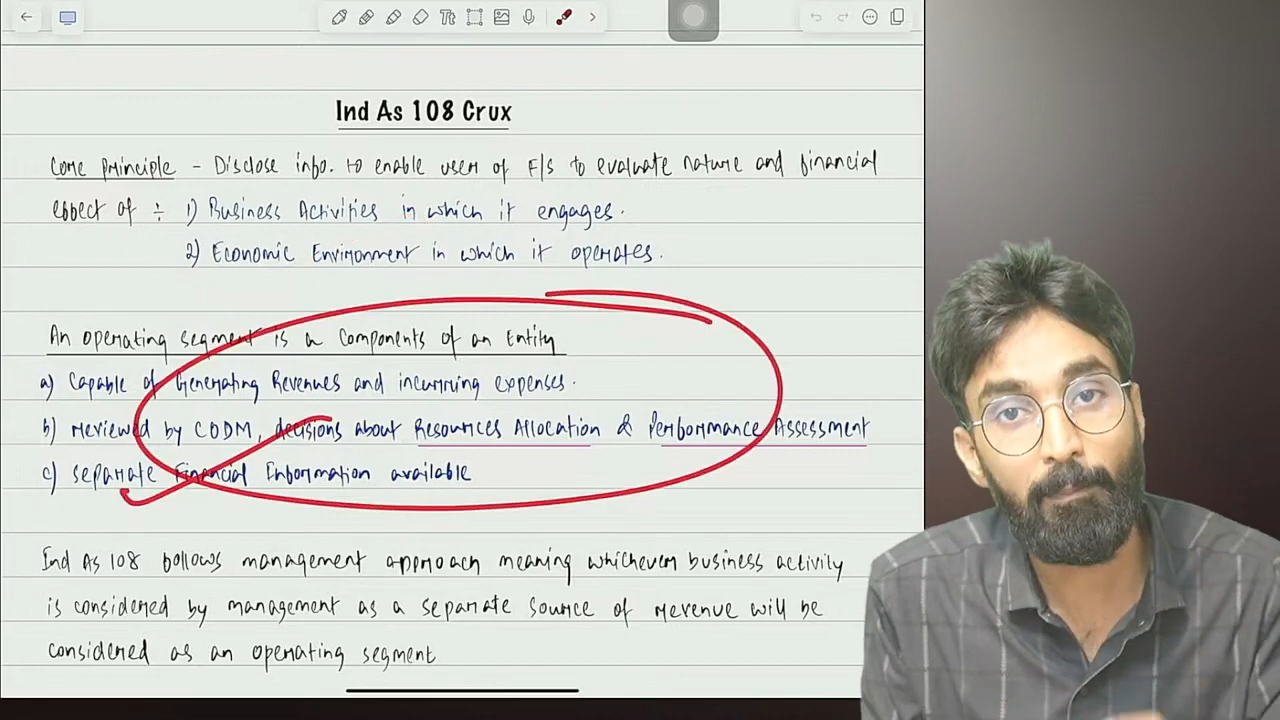 Ind As 108 Crux
Core principle - Disclose info. to enable users of F/S to evaluate nature and financial
effect of ÷ 1) Business Activities in which it engages.
2) Economic Environment in which it operates.
An operating segment is a Components of an Entity
a) Capable of Generating Revenues and incurring expenses.
b) reviewed by CODM, decisions about Resources Allocation & Performance Assessment
c) separate Financial Information available
Ind As 108 follows management approach meaning whichever business activity
is considered by management as a separate source of revenue will be
considered as an operating segment